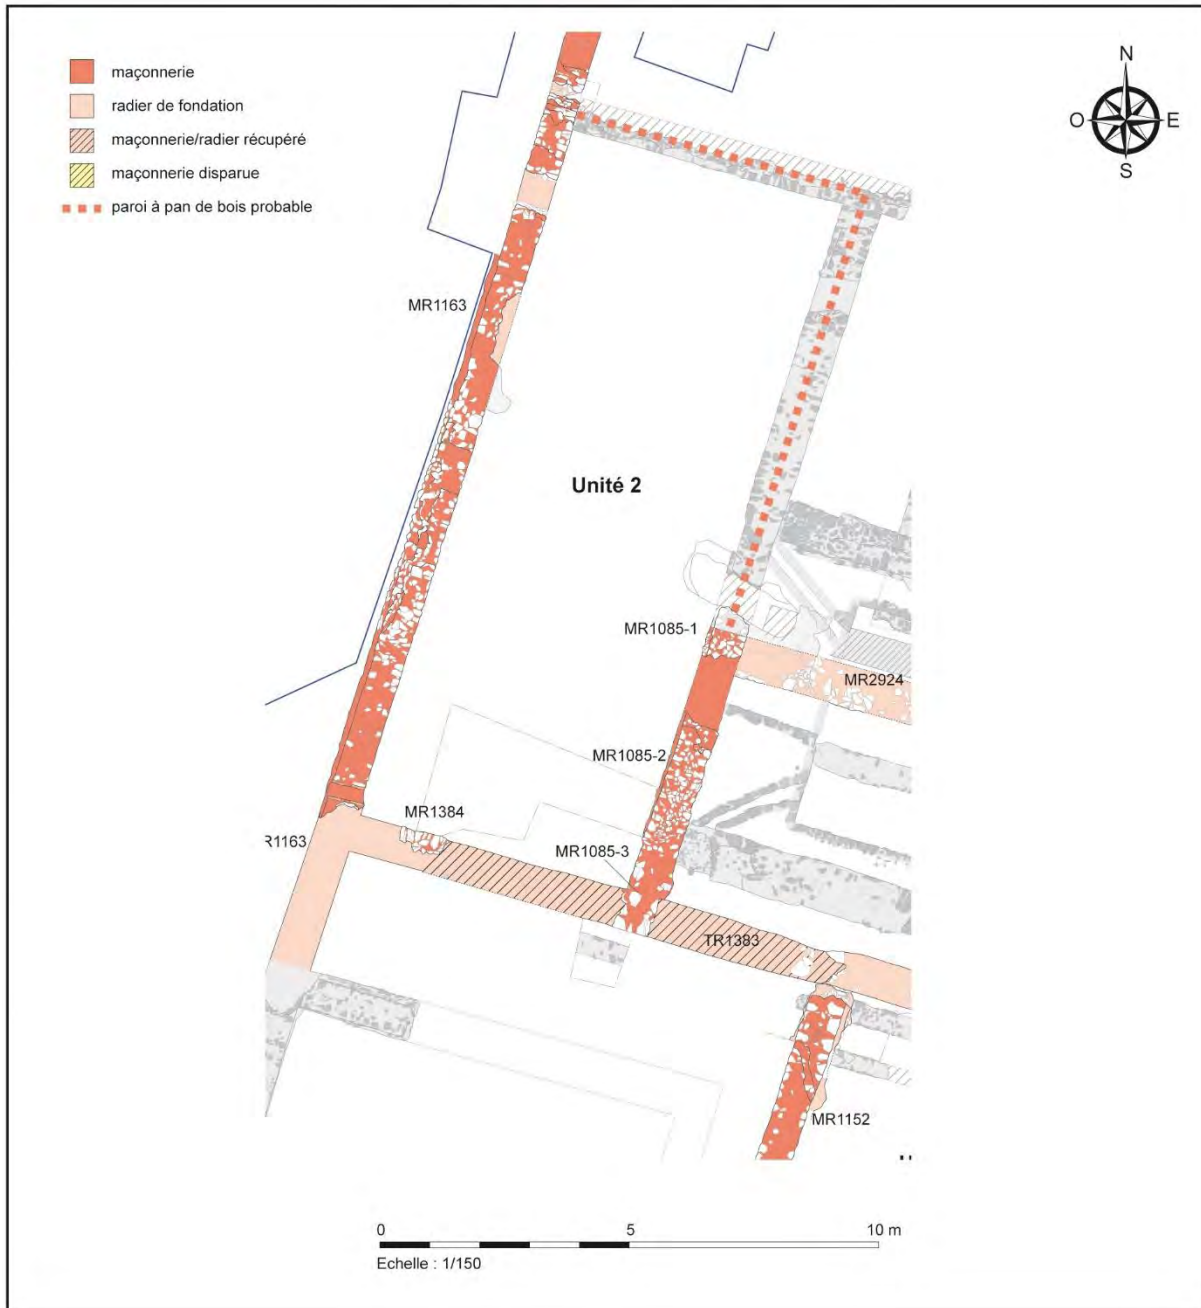 maçonnerie
radier de fondation
maçonnerie/radier récupéré
maçonnerie disparue
paroi à pan de bois probable
N
O
E
S
MR1163
Unité 2
MR1085-1
MR2924
MR1085-2
MR1384
R1163
MR1085-3
TR1383
MR1152
0
5
10 m
Echelle : 1/150